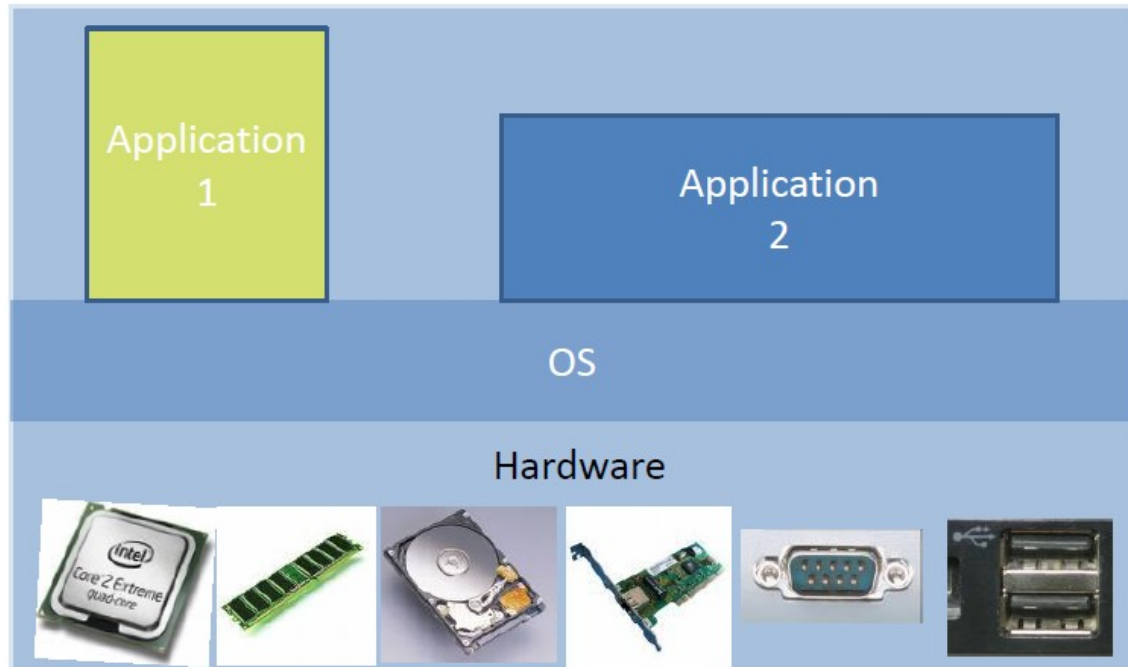 Application
1
Application
2
OS
Hardware
intel
Core 2 Extreme
quad-core